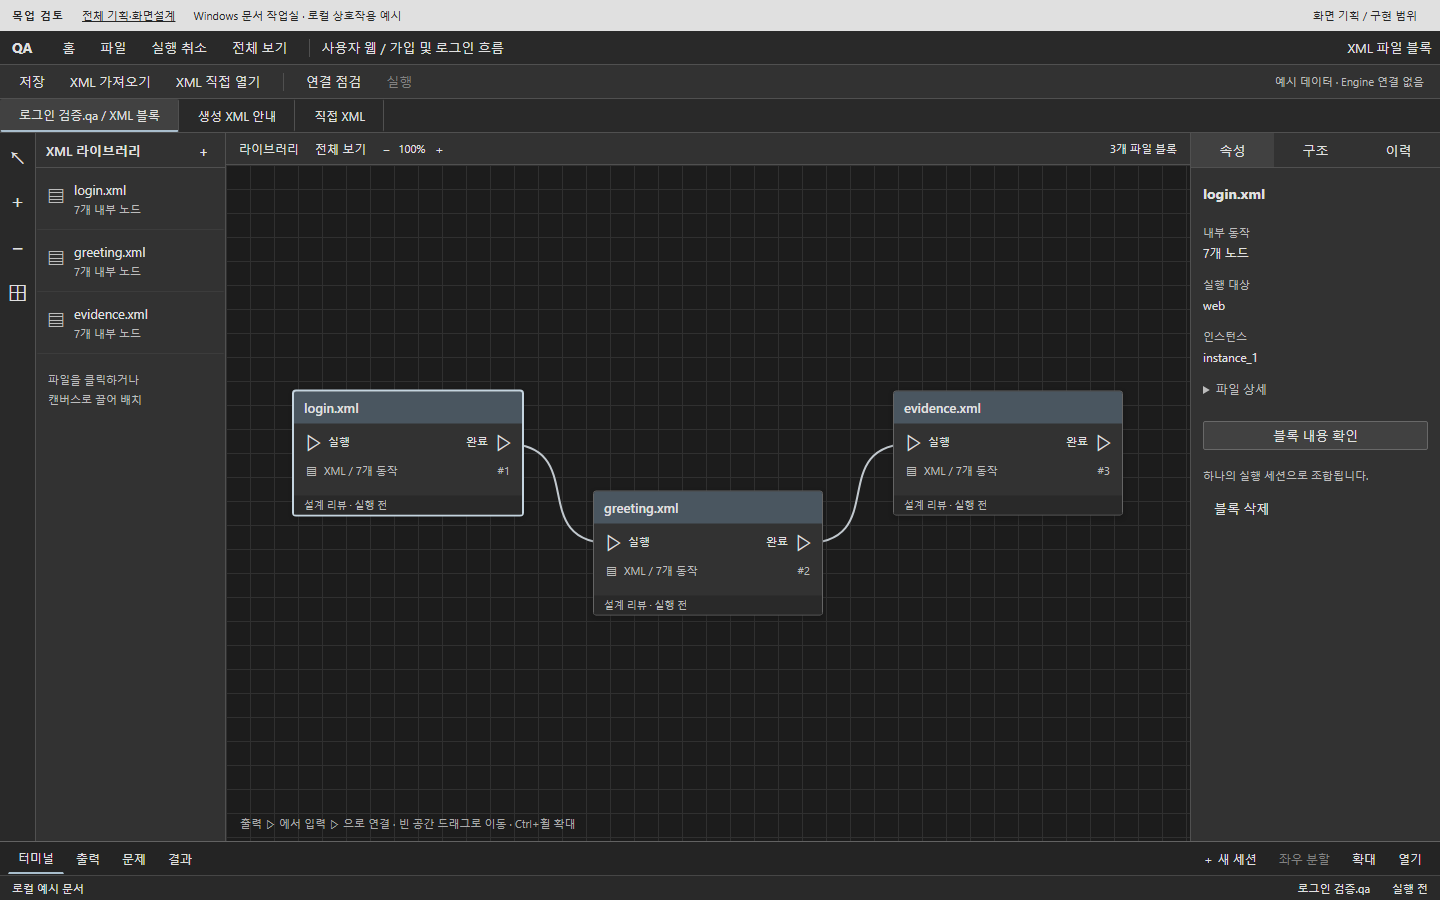 목업 검토 전체 기획·화면설계 Windows 문서 작업실 · 로컬 상호작용 예시 화면 기획 / 구현 범위
QA 홈 파일 실행 취소 전체 보기 사용자 웹 / 가입 및 로그인 흐름 XML 파일 블록
저장 XML 가져오기 XML 직접 열기 연결 점검 실행 예시 데이터 · Engine 연결 없음
로그인 검증.qa / XML 블록 생성 XML 안내 직접 XML
XML 라이브러리 +
login.xml
7개 내부 노드
greeting.xml
7개 내부 노드
evidence.xml
7개 내부 노드
파일을 클릭하거나
캔버스로 끌어 배치
라이브러리 전체 보기 − 100% + 3개 파일 블록
login.xml
실행 완료
XML / 7개 동작 #1
설계 리뷰 · 실행 전
greeting.xml
실행 완료
XML / 7개 동작 #2
설계 리뷰 · 실행 전
evidence.xml
실행 완료
XML / 7개 동작 #3
설계 리뷰 · 실행 전
출력 ▷ 에서 입력 ▷ 으로 연결 · 빈 공간 드래그로 이동 · Ctrl+휠 확대
속성 구조 이력
login.xml
내부 동작
7개 노드
실행 대상
web
인스턴스
instance_1
▶ 파일 상세
블록 내용 확인
하나의 실행 세션으로 조합됩니다.
블록 삭제
터미널 출력 문제 결과 + 새 세션 좌우 분할 확대 열기
로컬 예시 문서 로그인 검증.qa 실행 전